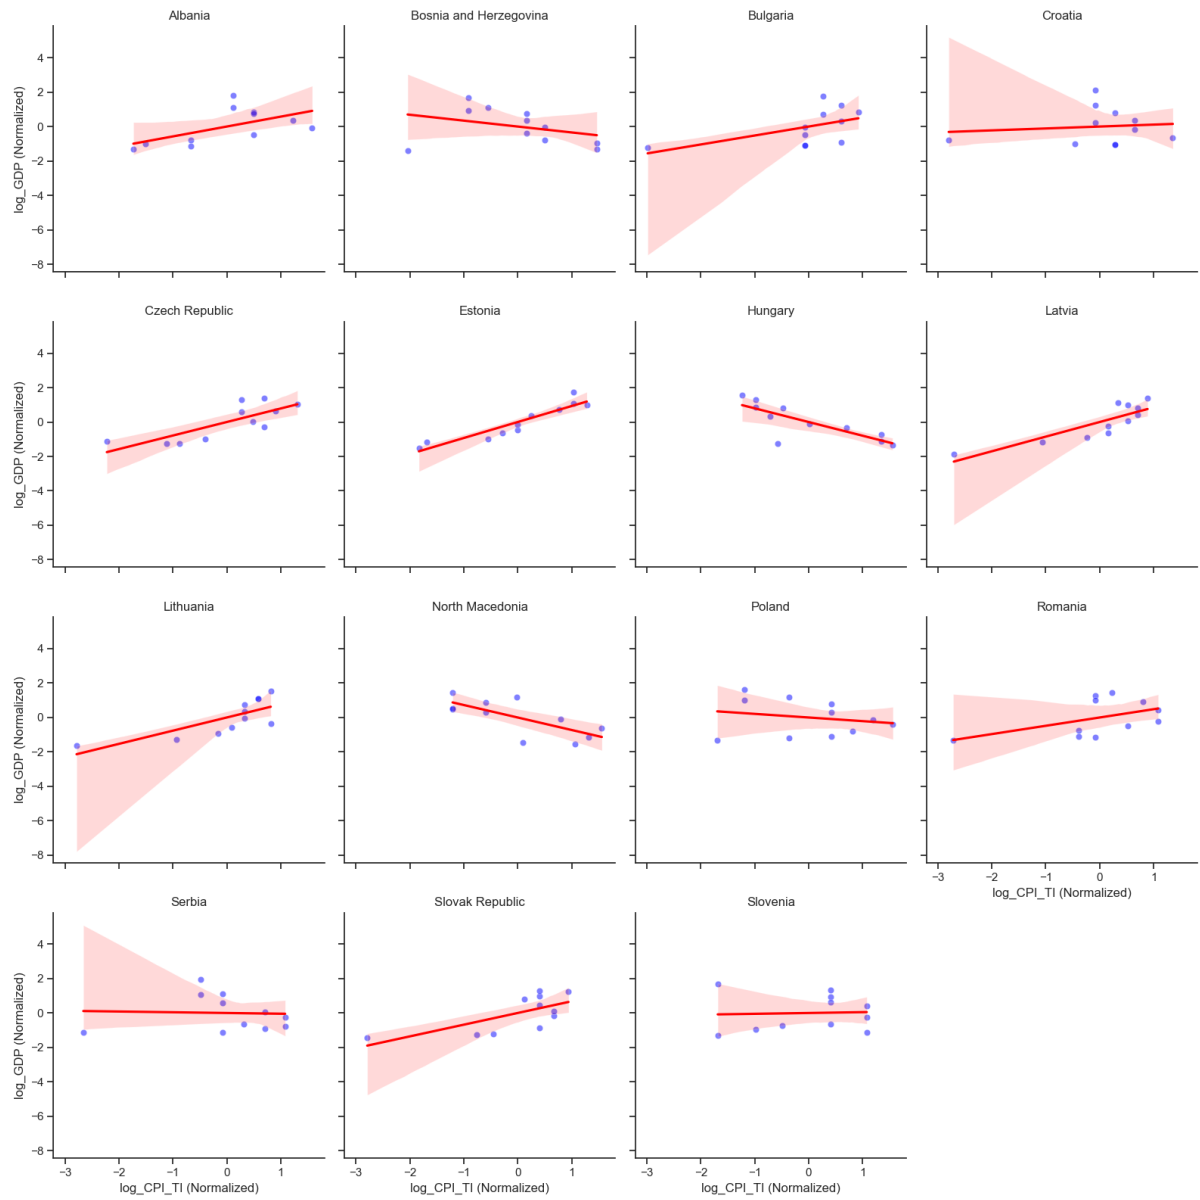 Albania
Bosnia and Herzegovina
Bulgaria
Croatia
log_GDP (Normalized)
4
2
0
−2
−4
−6
−8
Czech Republic
Estonia
Hungary
Latvia
log_GDP (Normalized)
4
2
0
−2
−4
−6
−8
Lithuania
North Macedonia
Poland
Romania
log_GDP (Normalized)
4
2
0
−2
−4
−6
−8
−3 −2 −1 0 1
log_CPI_TI (Normalized)
Serbia
Slovak Republic
Slovenia
log_GDP (Normalized)
4
2
0
−2
−4
−6
−8
−3 −2 −1 0 1
−3 −2 −1 0 1
−3 −2 −1 0 1
log_CPI_TI (Normalized)
log_CPI_TI (Normalized)
log_CPI_TI (Normalized)